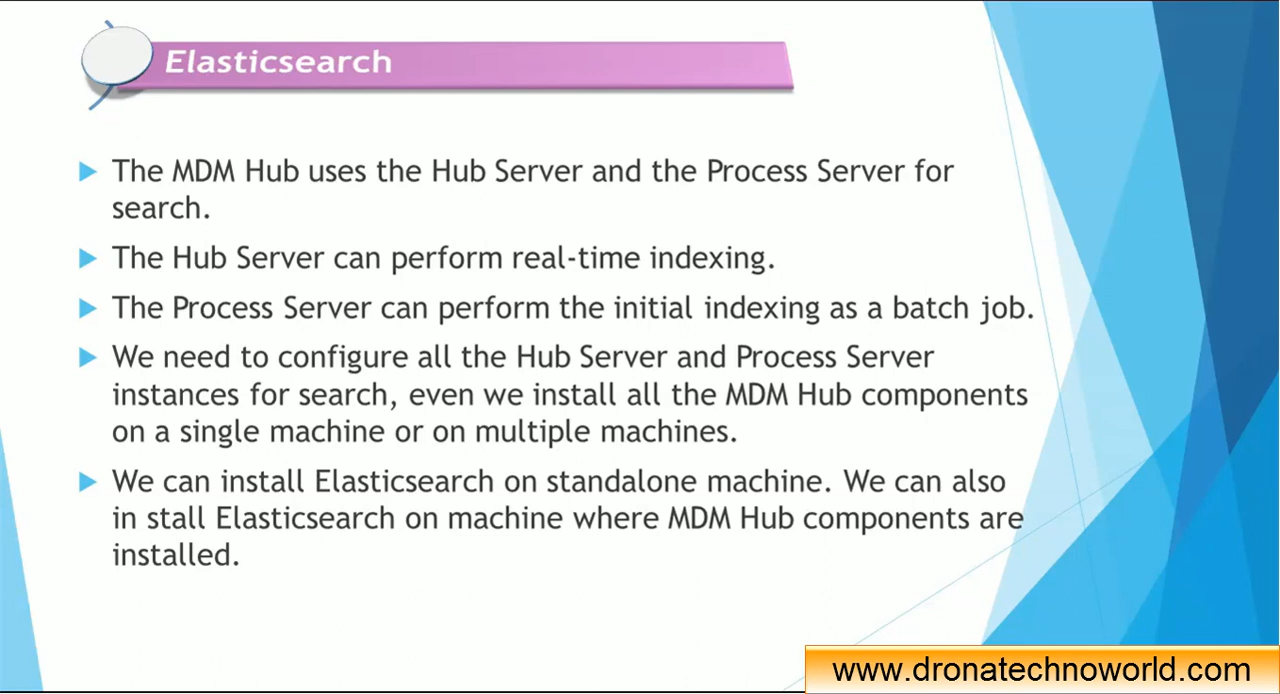 Elasticsearch
The MDM Hub uses the Hub Server and the Process Server for
search.
The Hub Server can perform real-time indexing.
The Process Server can perform the initial indexing as a batch job.
We need to configure all the Hub Server and Process Server
instances for search, even we install all the MDM Hub components
on a single machine or on multiple machines.
We can install Elasticsearch on standalone machine. We can also
in stall Elasticsearch on machine where MDM Hub components are
installed.
www.dronatechnoworld.com